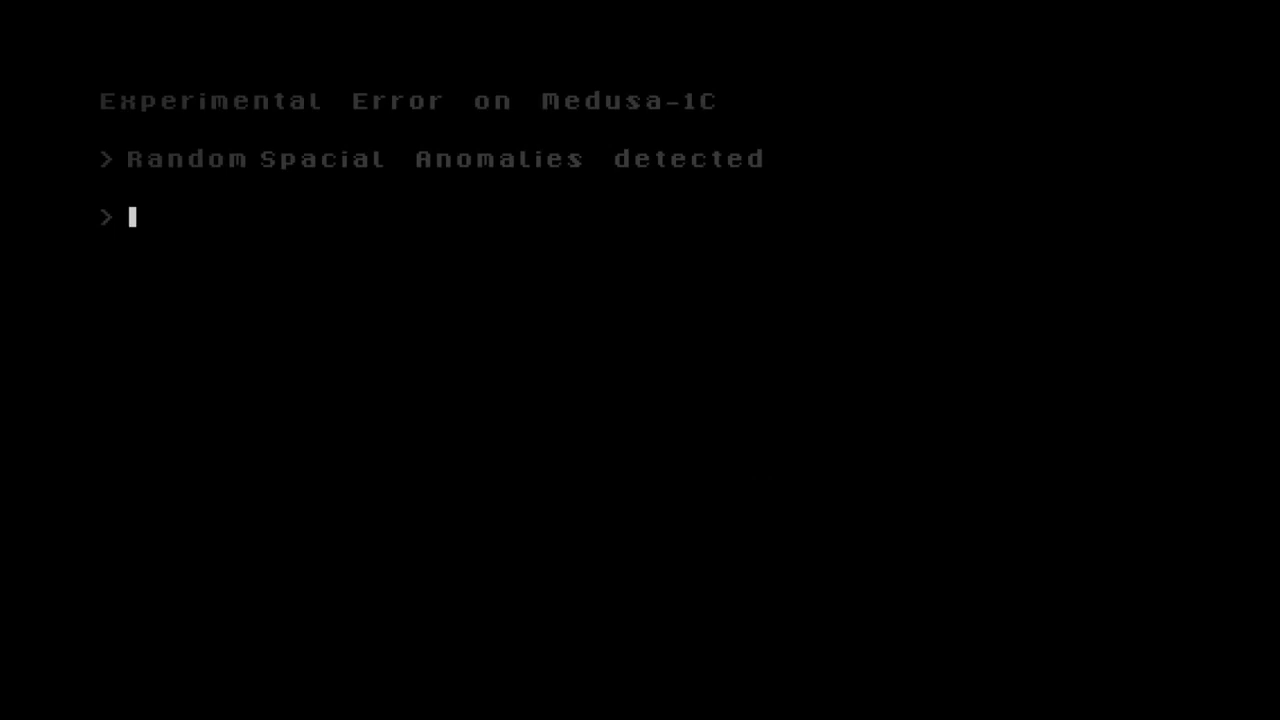 Experimental Error on Medusa-1C
> Random Spacial Anomalies detected
>